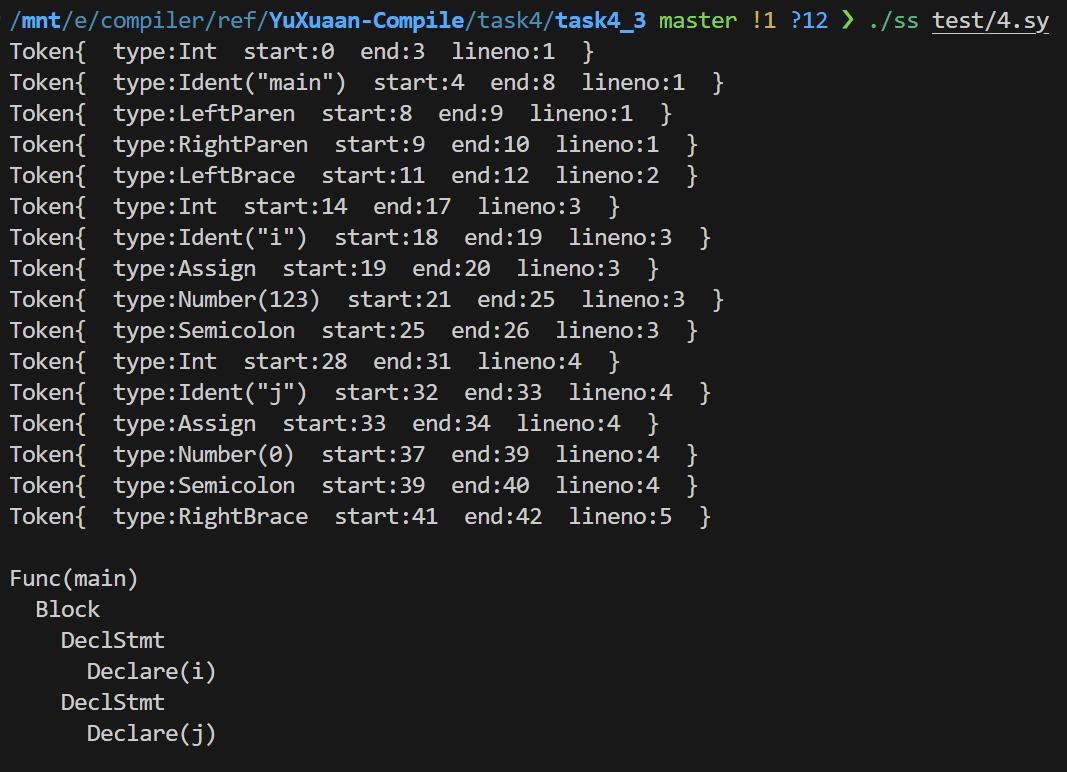 /mnt/e/compiler/ref/YuXuaan-Compile/task4/task4_3 master !1 ?12 ❯ ./ss test/4.sy
Token{  type:Int  start:0  end:3  lineno:1  }
Token{  type:Ident("main")  start:4  end:8  lineno:1  }
Token{  type:LeftParen  start:8  end:9  lineno:1  }
Token{  type:RightParen  start:9  end:10  lineno:1  }
Token{  type:LeftBrace  start:11  end:12  lineno:2  }
Token{  type:Int  start:14  end:17  lineno:3  }
Token{  type:Ident("i")  start:18  end:19  lineno:3  }
Token{  type:Assign  start:19  end:20  lineno:3  }
Token{  type:Number(123)  start:21  end:25  lineno:3  }
Token{  type:Semicolon  start:25  end:26  lineno:3  }
Token{  type:Int  start:28  end:31  lineno:4  }
Token{  type:Ident("j")  start:32  end:33  lineno:4  }
Token{  type:Assign  start:33  end:34  lineno:4  }
Token{  type:Number(0)  start:37  end:39  lineno:4  }
Token{  type:Semicolon  start:39  end:40  lineno:4  }
Token{  type:RightBrace  start:41  end:42  lineno:5  }

Func(main)
  Block
    DeclStmt
      Declare(i)
    DeclStmt
      Declare(j)